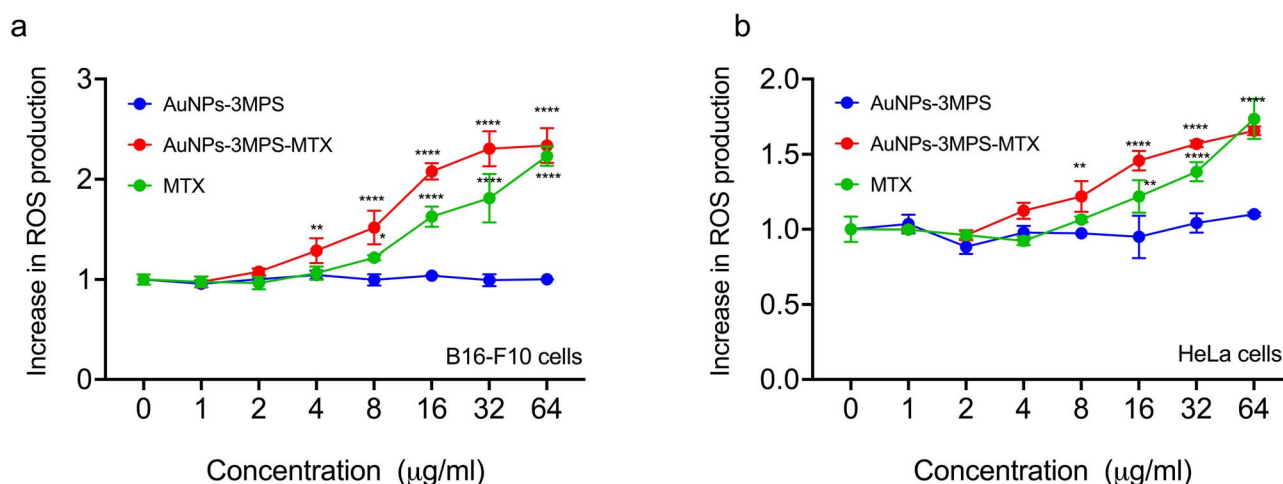 a
Increase in ROS production
3
2
1
0
AuNPs-3MPS
AuNPs-3MPS-MTX
MTX
**
****
*
****
****
****
****
****
****
B16-F10 cells
0 1 2 4 8 16 32 64
Concentration (μg/ml)
b
Increase in ROS production
2.0
1.5
1.0
0.5
0.0
AuNPs-3MPS
AuNPs-3MPS-MTX
MTX
**
****
**
****
****
****
HeLa cells
0 1 2 4 8 16 32 64
Concentration (μg/ml)